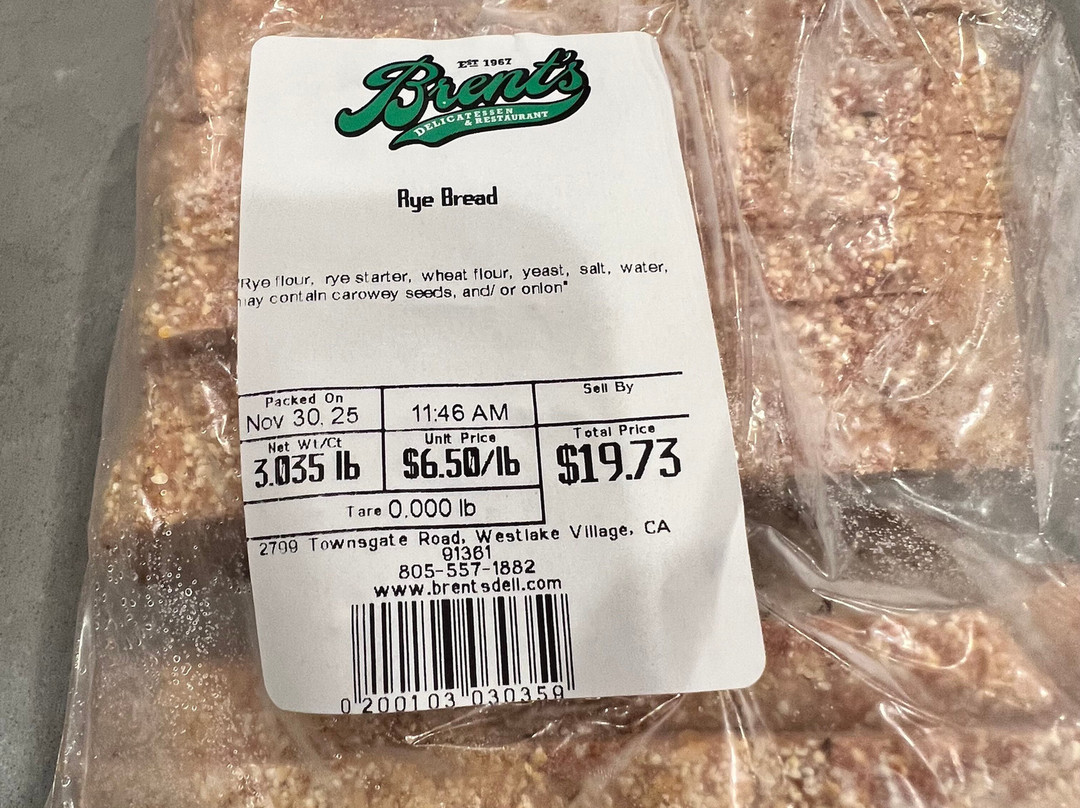 EST 1967
Brent's
DELICATESSEN
& RESTAURANT
Rye Bread
"Rye flour, rye starter, wheat flour, yeast, salt, water,
may contain carowey seeds, and/ or onion"
Packed On
Nov 30, 25
11:46 AM
Sell By
Net Wt/Ct
3.035 lb
Unit Price
$6.50/lb
Total Price
$19.73
Tare 0.000 lb
2799 Townsgate Road, Westlake Village, CA
91361
805-557-1882
www.brentsdeli.com
0 200103 030359